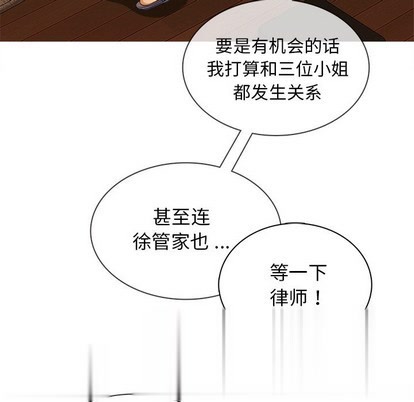 要是有机会的话
我打算和三位小姐
都发生关系
甚至连
徐管家也...
等一下
律师！